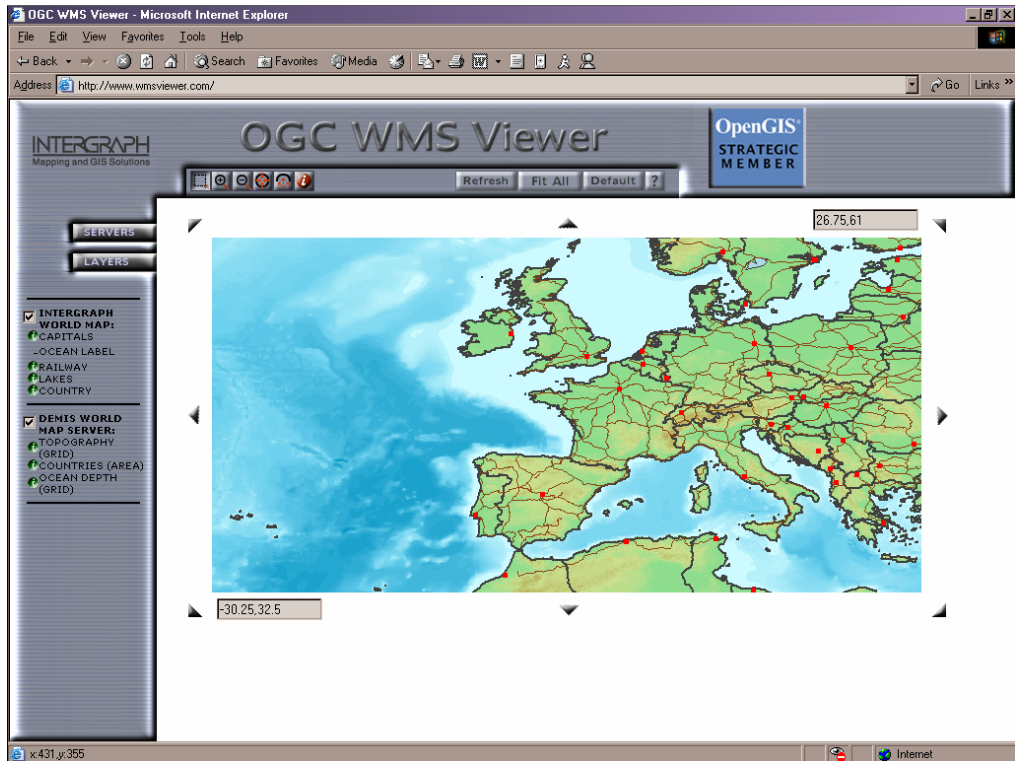 OGC WMS Viewer - Microsoft Internet Explorer
File Edit View Favorites Tools Help
Back Search Favorites Media
Address http://www.wmsviewer.com/ Go Links »
INTERGRAPH
Mapping and GIS Solutions
OGC WMS Viewer
OpenGIS®
STRATEGIC
MEMBER
Refresh Fit All Default ?
SERVERS
LAYERS
26.75,61
INTERGRAPH
WORLD MAP:
CAPITALS
OCEAN LABEL
RAILWAY
LAKES
COUNTRY
DEMIS WORLD
MAP SERVER:
TOPOGRAPHY
(GRID)
COUNTRIES (AREA)
OCEAN DEPTH
(GRID)
-30.25,32.5
x:431,y:355
Internet